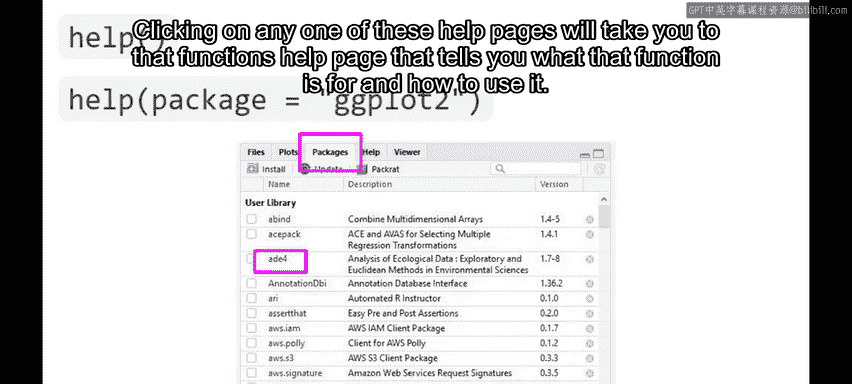 GPT中英字幕课程资源@bilibili.com
Clicking on any one of these help pages will take you to
that functions help page that tells you what that function
is for and how to use it.
help()
help(package = "ggplot2")
Files Plots Packages Help Viewer
Install Update Packrat
Name Description Version
User Library
abind Combine Multidimensional Arrays 1.4-5
acepack ACE and AVAS for Selecting Multiple 1.4.1
Regression Transformations
ade4 Analysis of Ecological Data : Exploratory and 1.7-8
Euclidean Methods in Environmental Sciences
AnnotationDbi Annotation Database Interface 1.36.2
ari Automated R Instructor 0.1.0
assertthat Easy Pre and Post Assertions 0.2.0
aws.iam AWS IAM Client Package 0.1.7
aws.polly Client for AWS Polly 0.1.2
aws.s3 AWS S3 Client Package 0.3.3
aws.signature Amazon Web Services Request Signatures 0.3.5